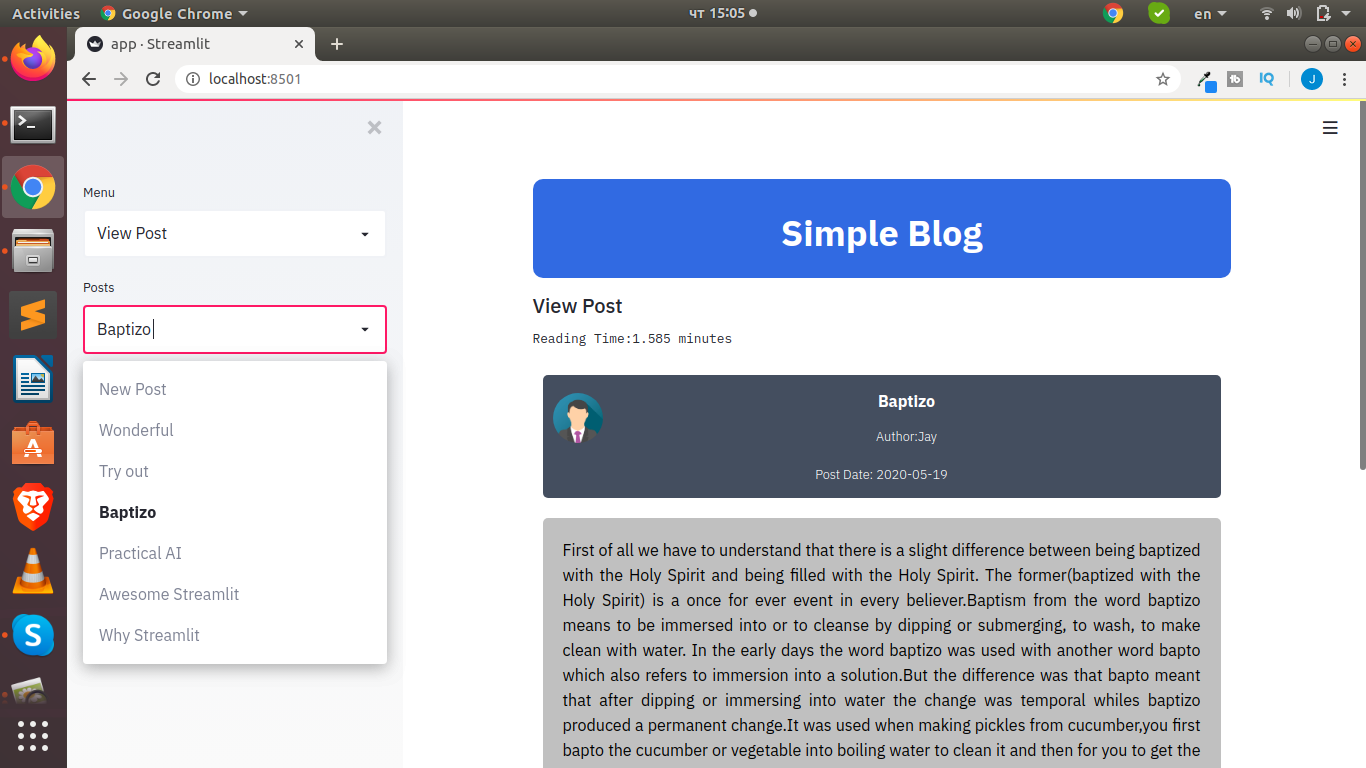 Activities
Google Chrome
чт 15:05
en
app · Streamlit
localhost:8501
tb
IQ
J
Menu
View Post
Posts
Baptizo
New Post
Wonderful
Try out
Baptizo
Practical AI
Awesome Streamlit
Why Streamlit
Simple Blog
View Post
Reading Time:1.585 minutes
Baptizo
Author:Jay
Post Date: 2020-05-19
First of all we have to understand that there is a slight difference between being baptized
with the Holy Spirit and being filled with the Holy Spirit. The former(baptized with the
Holy Spirit) is a once for ever event in every believer.Baptism from the word baptizo
means to be immersed into or to cleanse by dipping or submerging, to wash, to make
clean with water. In the early days the word baptizo was used with another word bapto
which also refers to immersion into a solution.But the difference was that bapto meant
that after dipping or immersing into water the change was temporal whiles baptizo
produced a permanent change.It was used when making pickles from cucumber,you first
bapto the cucumber or vegetable into boiling water to clean it and then for you to get the